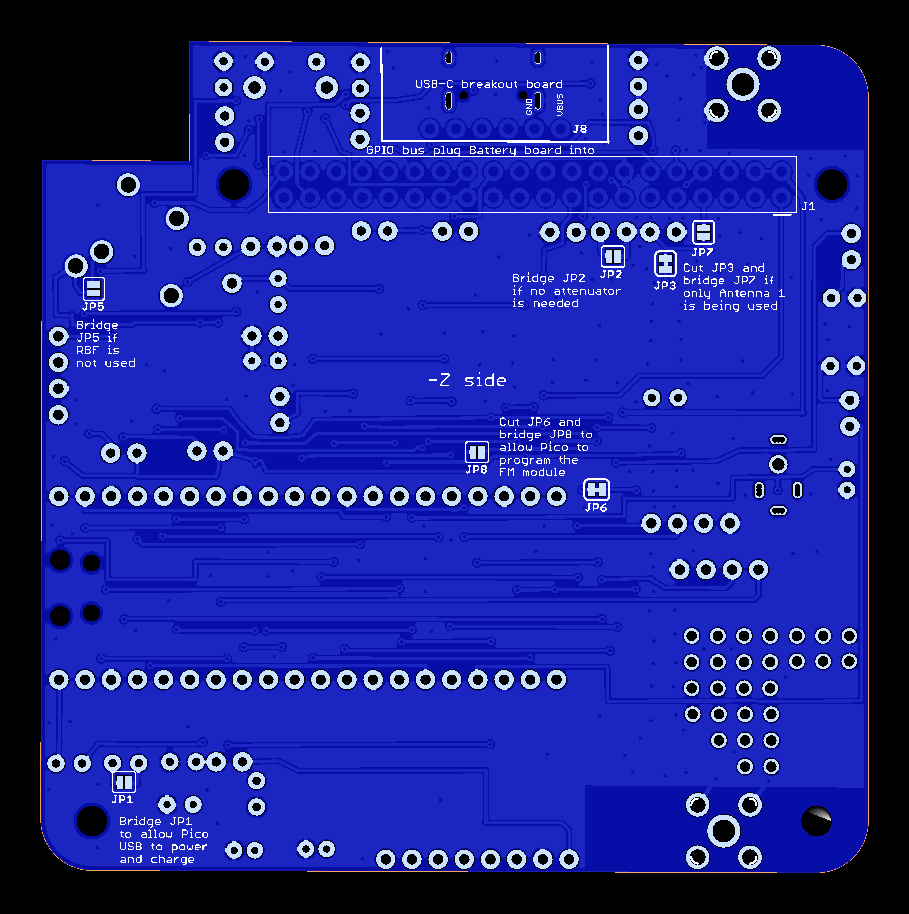 USB-C breakout board
GND
VBUS
J8
GPIO bus plug Battery board into
J1
JP7
JP2
JP3
Cut JP3 and
bridge JP7 if
only Antenna 1
is being used
Bridge JP2
if no attenuator
is needed
JP5
Bridge
JP5 if
RBF is
not used
-Z side
Cut JP6 and
bridge JP8 to
allow Pico to
program the
FM module
JP8
JP6
JP1
Bridge JP1
to allow Pico
USB to power
and charge